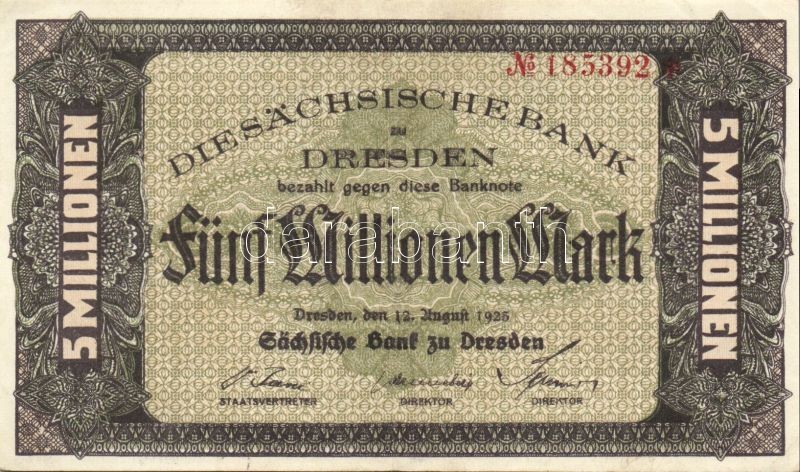 № 185392 *
DIE SÄCHSISCHE BANK
zu
DRESDEN
bezahlt gegen diese Banknote
Fünf Millionen Mark
Dresden, den 12. August 1923
Sächsische Bank zu Dresden
STAATSVERTRETER DIREKTOR DIREKTOR
5 MILLIONEN
5 MILLIONEN
darabanth